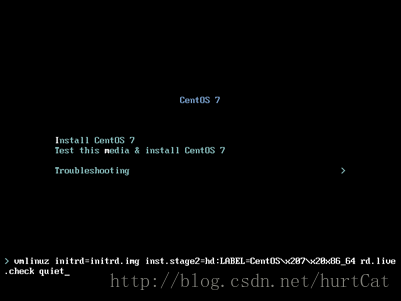 CentOS 7
Install CentOS 7
Test this media & install CentOS 7
Troubleshooting >
> vmlinuz initrd=initrd.img inst.stage2=hd:LABEL=CentOS\x207\x20x86_64 rd.live
.check quiet_
http://blog.csdn.net/hurtCat